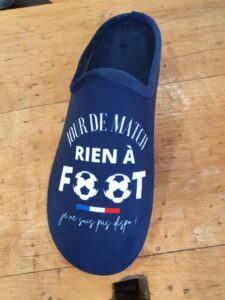 JOUR DE MATCH
RIEN À
FOOT
je ne suis pas dispo !